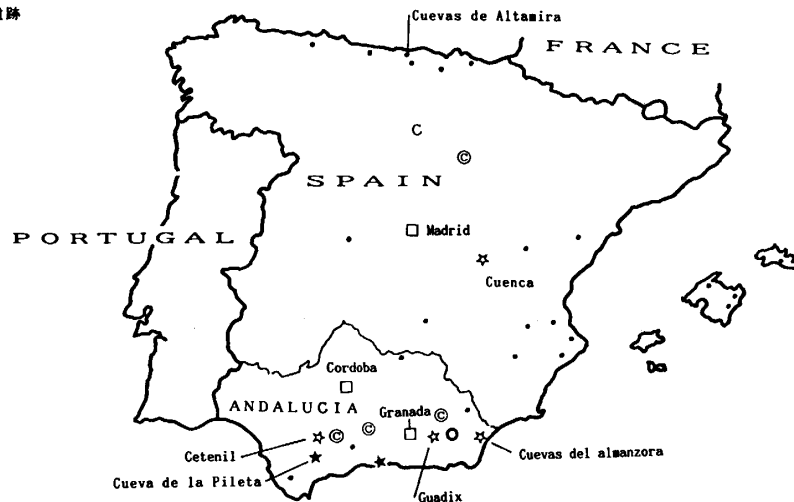 跡
Cuevas de Altamira
FRANCE
C
©
SPAIN
PORTUGAL
Madrid
Cuenca
Cordoba
ANDALUCIA
Granada
©
©
©
Cetenil
Cuevas del almanzora
Cueva de la Pileta
Guadix